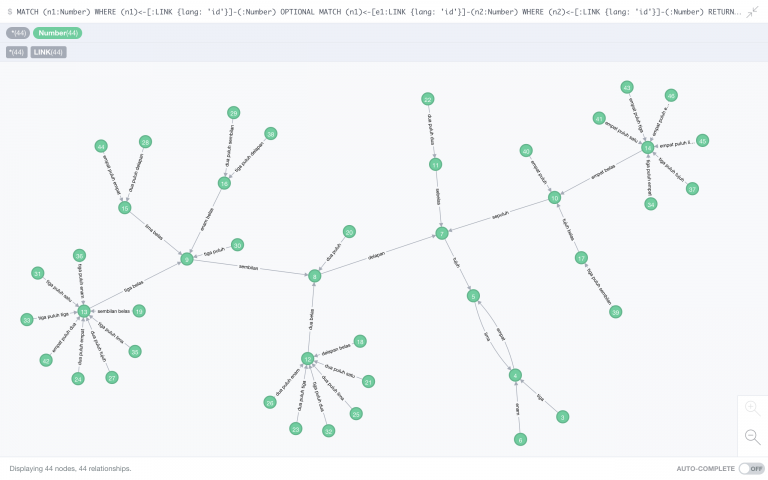 $ MATCH (n1:Number) WHERE (n1)<-[:LINK {lang: 'id'}]-(:Number) OPTIONAL MATCH (n1)<-[e1:LINK {lang: 'id'}]-(n2:Number) WHERE (n2)<-[:LINK {lang: 'id'}]-(:Number) RETURN...
*(44) Number(44)
*(44) LINK(44)
22
dua puluh dua
11
sebelas
7
43
empat puluh tiga
46
empat puluh e...
41
empat puluh satu
45
empat puluh li...
14
tiga puluh empat
34
tiga puluh tujuh
37
empat belas
40
empat puluh
10
sepuluh
tujuh belas
17
tiga puluh sembilan
39
29
dua puluh sembilan
38
tiga puluh delapan
16
enam belas
44
empat puluh empat
28
dua puluh delapan
15
lima belas
30
tiga puluh
9
sembilan
20
dua puluh
8
delapan
tujuh
5
lima
empat
4
tiga
3
enam
6
36
tiga puluh enam
31
tiga puluh satu
33
tiga puluh tiga
13
tiga belas
sembilan belas
19
tiga puluh lima
35
empat puluh dua
42
dua puluh empat
24
dua puluh tujuh
27
dua belas
12
delapan belas
18
dua puluh satu
21
dua puluh lima
25
tiga puluh dua
32
dua puluh tiga
23
dua puluh enam
26
Displaying 44 nodes, 44 relationships.
AUTO-COMPLETE OFF